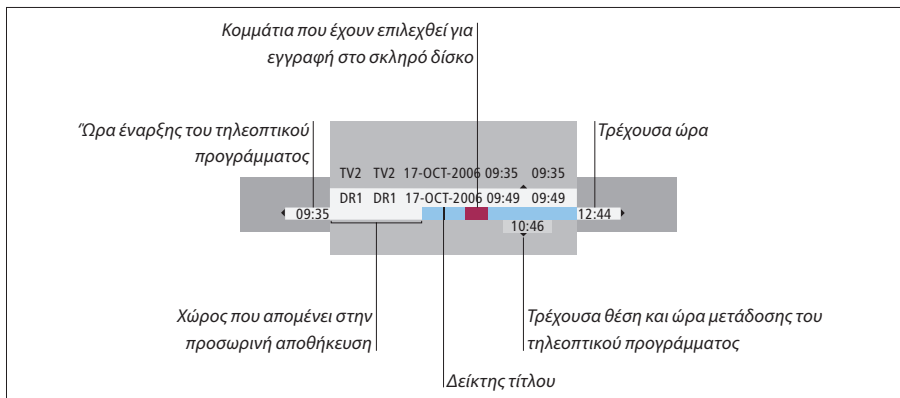 Κομμάτια που έχουν επιλεχθεί για
εγγραφή στο σκληρό δίσκο
Ώρα έναρξης του τηλεοπτικού
προγράμματος
Τρέχουσα ώρα
TV2 TV2 17-OCT-2006 09:35 09:35
DR1 DR1 17-OCT-2006 09:49 09:49
09:35
12:44
10:46
Χώρος που απομένει στην
προσωρινή αποθήκευση
Τρέχουσα θέση και ώρα μετάδοσης του
τηλεοπτικού προγράμματος
Δείκτης τίτλου